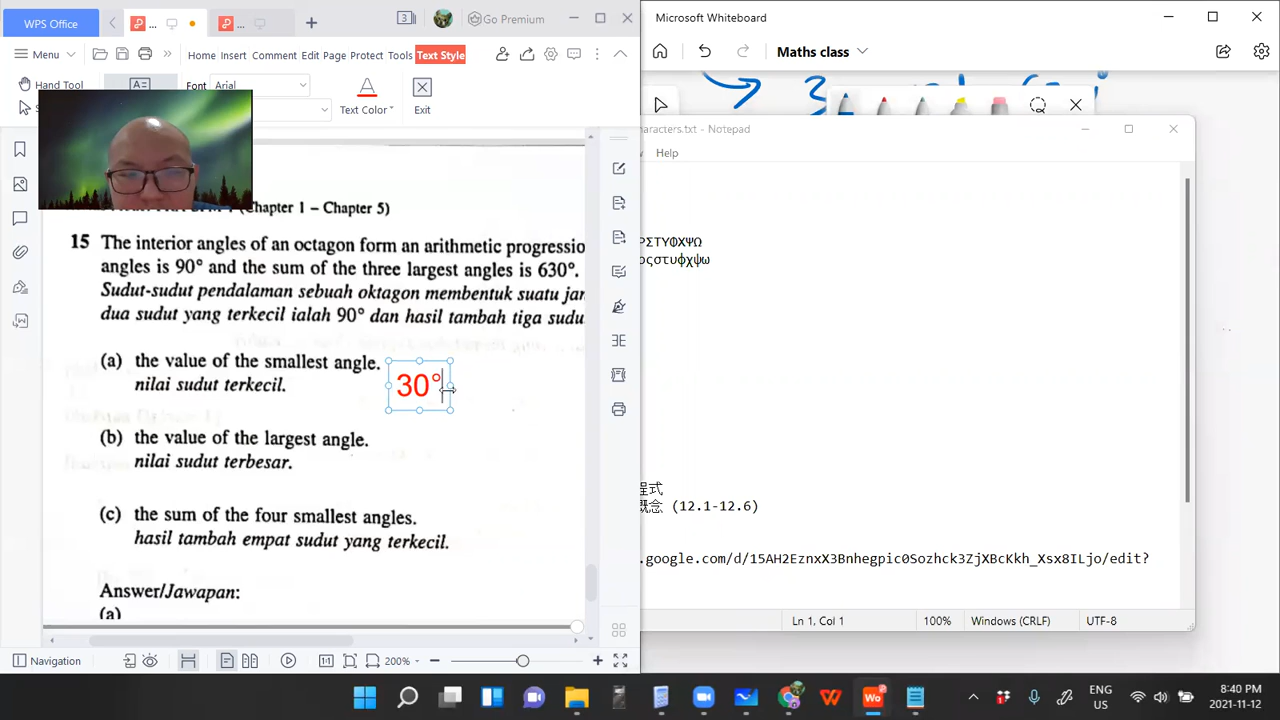 WPS Office
...
...
3
Go Premium
Menu
Home Insert Comment Edit Page Protect Tools Text Style
Hand Tool
Font Arial
Text Color
Exit
(Chapter 1 – Chapter 5)
15 The interior angles of an octagon form an arithmetic progressio
angles is 90° and the sum of the three largest angles is 630°.
Sudut-sudut pendalaman sebuah oktagon membentuk suatu jan
dua sudut yang terkecil ialah 90° dan hasil tambah tiga sudu
(a) the value of the smallest angle.
nilai sudut terkecil.
30°
(b) the value of the largest angle.
nilai sudut terbesar.
(c) the sum of the four smallest angles.
hasil tambah empat sudut yang terkecil.
Answer/Jawapan:
(a)
Navigation
1:1
200%
Microsoft Whiteboard
Maths class
aracters.txt - Notepad
Help
ΡΣΤΥΦΧΨΩ
οςστυφχψω
程式
概念 (12.1-12.6)
.google.com/d/15AH2EznxX3Bnhegpic0Sozhck3ZjXBcKkh_Xsx8ILjo/edit?
Ln 1, Col 1
100%
Windows (CRLF)
UTF-8
W
Wo
ENG
US
8:40 PM
2021-11-12